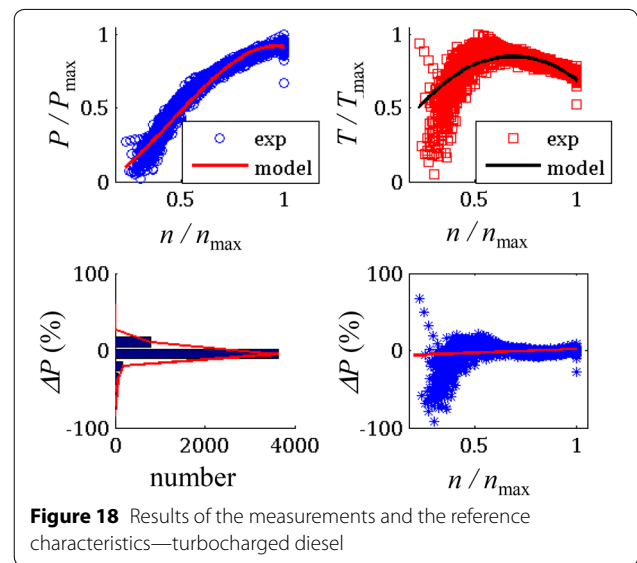 P / Pmax
1
0.5
0
exp
model
0.5
1
n / nmax
T / Tmax
1
0.5
0
exp
model
0.5
1
n / nmax
ΔP (%)
100
0
-100
0
2000
4000
number
ΔP (%)
100
0
-100
0.5
1
n / nmax
Figure 18 Results of the measurements and the reference
characteristics—turbocharged diesel